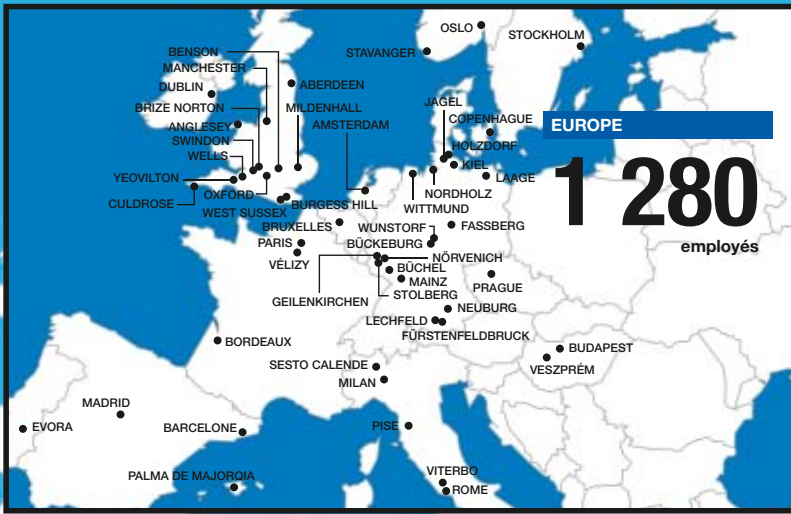 OSLO
STOCKHOLM
BENSON
STAVANGER
MANCHESTER
DUBLIN
ABERDEEN
BRIZE NORTON
MILDENHALL
JAGEL
ANGLESEY
AMSTERDAM
COPENHAGUE
EUROPE
SWINDON
HOLZDORF
WELLS
KIEL
1 280
YEOVILTON
LAAGE
OXFORD
NORDHOLZ
CULDROSE
BURGESS HILL
WITTMUND
WEST SUSSEX
BRUXELLES
WUNSTORF
FASSBERG
employés
PARIS
BÜCKEBURG
VÉLIZY
NÖRVENICH
BÜCHEL
MAINZ
PRAGUE
GEILENKIRCHEN
STOLBERG
NEUBURG
LECHFELD
FÜRSTENFELDBRUCK
BORDEAUX
BUDAPEST
VESZPRÉM
SESTO CALENDE
MILAN
MADRID
EVORA
BARCELONE
PISE
PALMA DE MAJORQIA
VITERBO
ROME